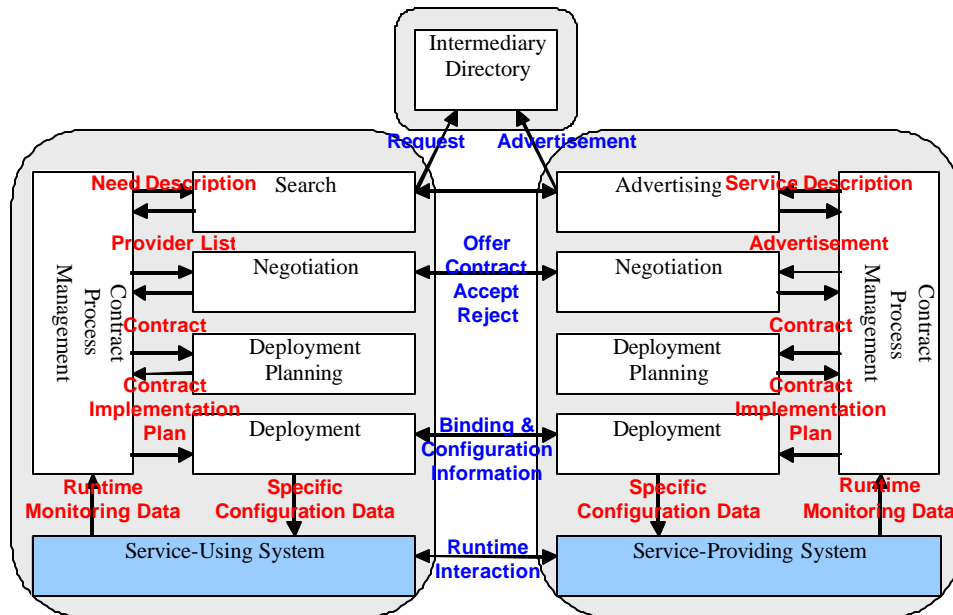 Intermediary
Directory
Request
Advertisement
Need Description
Search
Advertising
Service Description
Provider List
Offer
Contract
Accept
Reject
Advertisement
Negotiation
Negotiation
Contract
Process
Management
Contract
Process
Management
Contract
Deployment
Planning
Deployment
Planning
Contract
Contract
Implementation
Plan
Contract
Implementation
Plan
Deployment
Binding &
Configuration
Information
Deployment
Runtime
Monitoring Data
Specific
Configuration Data
Specific
Configuration Data
Runtime
Monitoring Data
Service-Using System
Runtime
Interaction
Service-Providing System